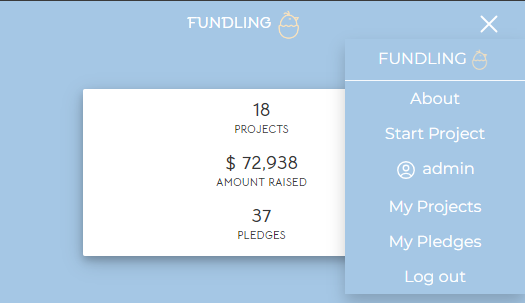 FUNDLING
18
PROJECTS
$ 72,938
AMOUNT RAISED
37
PLEDGES
FUNDLING
About
Start Project
admin
My Projects
My Pledges
Log out